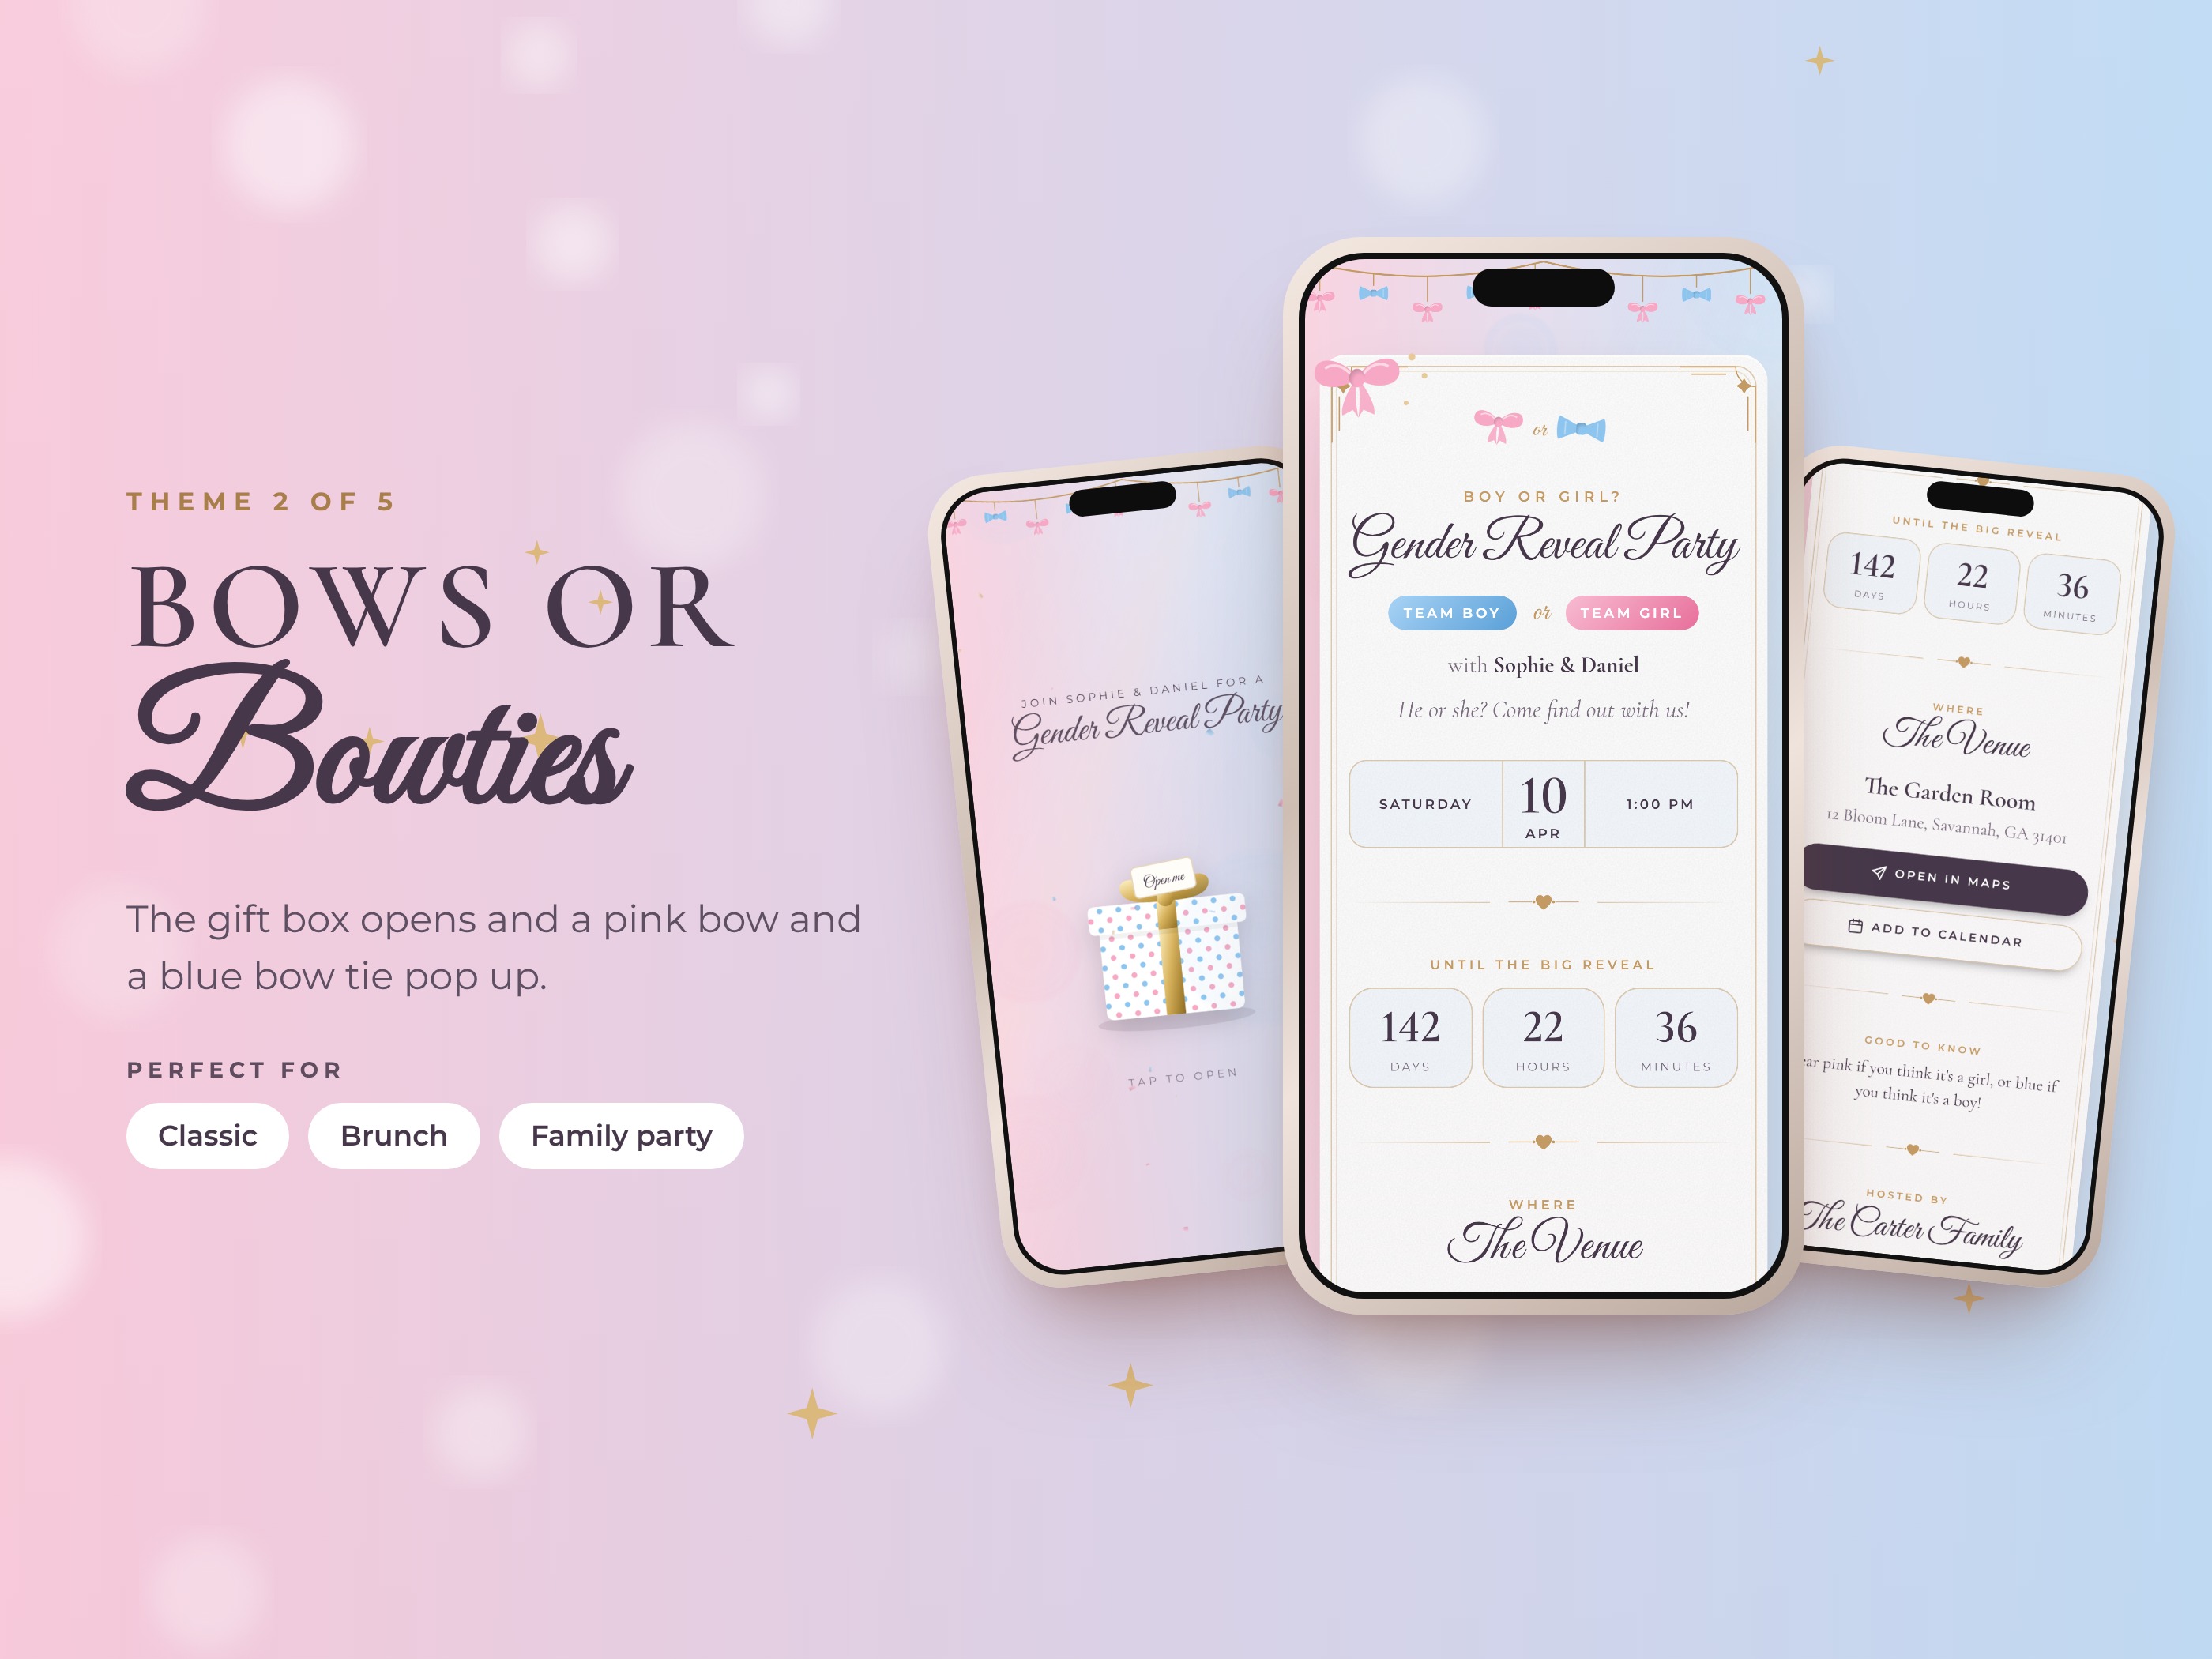 THEME 2 OF 5
BOWS OR
Bowties
The gift box opens and a pink bow and
a blue bow tie pop up.
PERFECT FOR
Classic
Brunch
Family party
JOIN SOPHIE & DANIEL FOR A
Gender Reveal Party
Open me
TAP TO OPEN
or
BOY OR GIRL?
Gender Reveal Party
TEAM BOY or TEAM GIRL
with Sophie & Daniel
He or she? Come find out with us!
SATURDAY
10
APR
1:00 PM
UNTIL THE BIG REVEAL
142
DAYS
22
HOURS
36
MINUTES
WHERE
The Venue
UNTIL THE BIG REVEAL
142
DAYS
22
HOURS
36
MINUTES
WHERE
The Venue
The Garden Room
12 Bloom Lane, Savannah, GA 31401
OPEN IN MAPS
ADD TO CALENDAR
GOOD TO KNOW
pink if you think it's a girl, or blue if
you think it's a boy!
HOSTED BY
The Carter Family